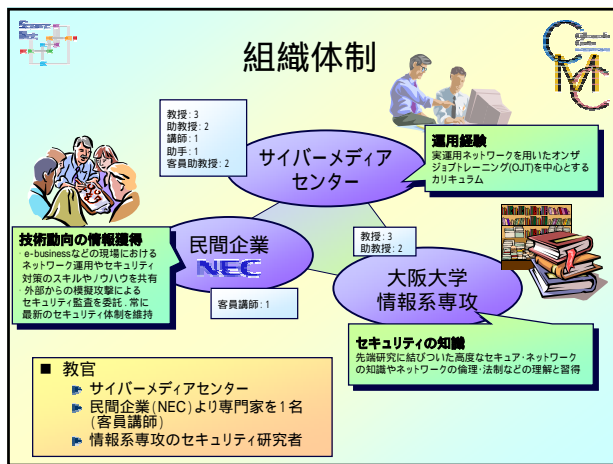 組織体制
教授：3
助教授：2
講師：1
助手：1
客員助教授：2
サイバーメディア
センター
運用経験
実運用ネットワークを用いたオンザ
ジョブトレーニング(OJT)を中心とする
カリキュラム
技術動向の情報獲得
・e-businessなどの現場における
ネットワーク運用やセキュリティ
対策のスキルやノウハウを共有
・外部からの模擬攻撃による
セキュリティ監査を委託．常に
最新のセキュリティ体制を維持
民間企業
NEC
客員講師：1
教授：3
助教授：2
大阪大学
情報系専攻
セキュリティの知識
先端研究に結びついた高度なセキュア・ネットワーク
の知識やネットワークの倫理・法制などの理解と習得
■ 教官
サイバーメディアセンター
民間企業(NEC)より専門家を1名
(客員講師)
情報系専攻のセキュリティ研究者